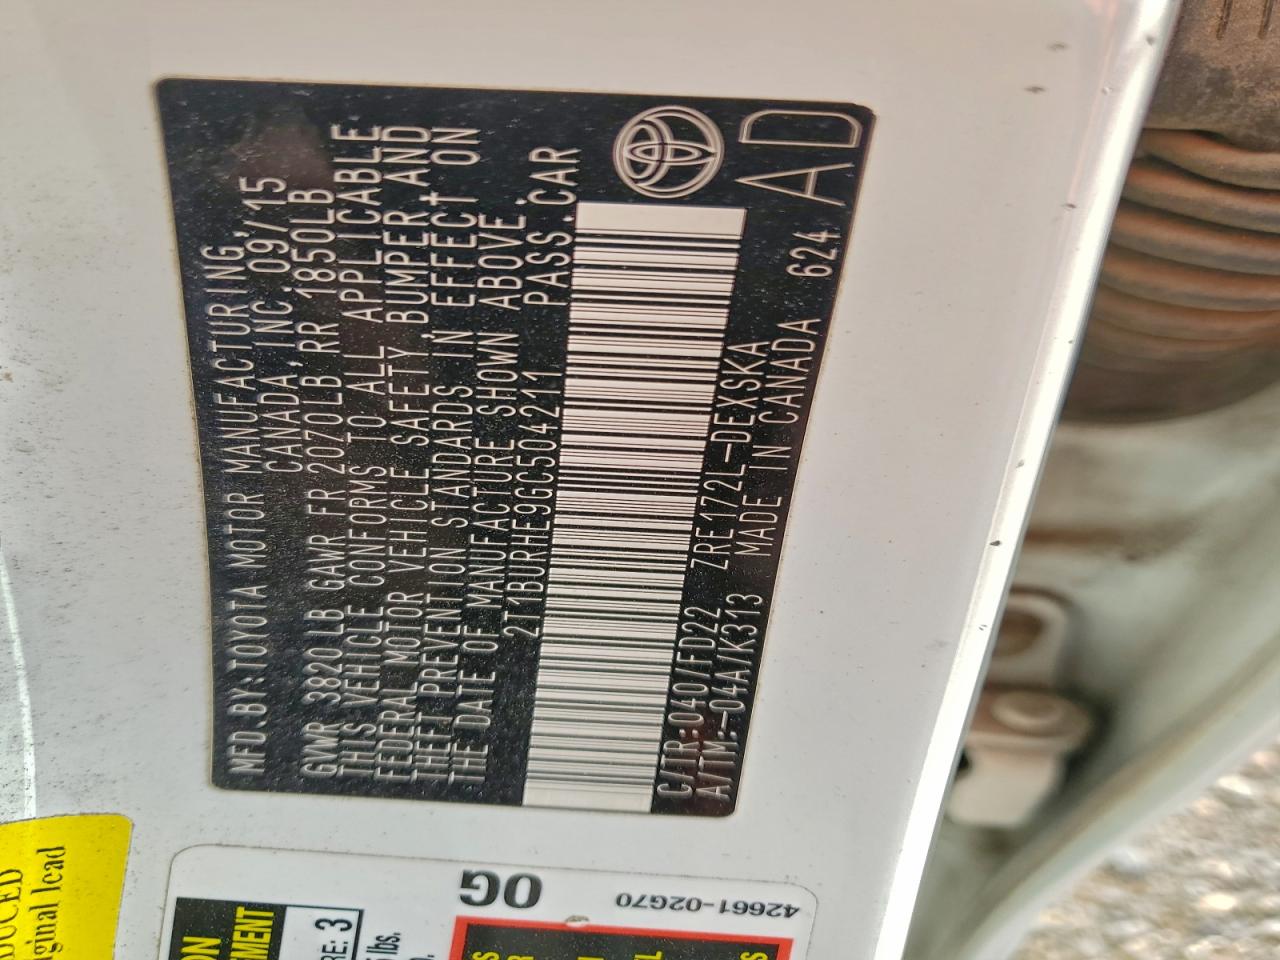 MFD.BY:TOYOTA MOTOR MANUFACTURING,
CANADA, INC. 09/15
GVWR 3820LB GAWR FR 2070LB RR 1850LB
THIS VEHICLE CONFORMS TO ALL APPLICABLE
FEDERAL MOTOR VEHICLE SAFETY, BUMPER, AND
THEFT PREVENTION STANDARDS IN EFFECT ON
THE DATE OF MANUFACTURE SHOWN ABOVE.
2T1BURHE9GC504211 PASS.CAR
C/TR:040/FD22 ZRE172L-DEXSKA
A/TM:-04A/K313 MADE IN CANADA 624
AD
0G
42661-02G70